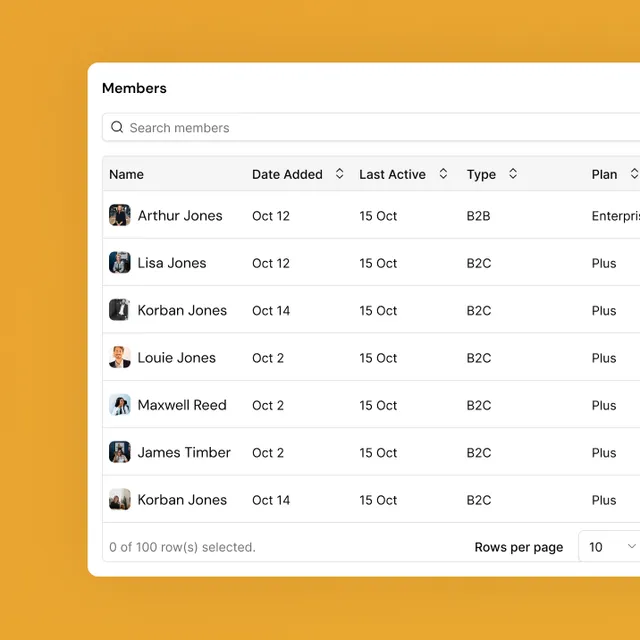 Members
Search members
Name Date Added Last Active Type Plan
Arthur Jones Oct 12 15 Oct B2B Enterpris
Lisa Jones Oct 12 15 Oct B2C Plus
Korban Jones Oct 14 15 Oct B2C Plus
Louie Jones Oct 2 15 Oct B2C Plus
Maxwell Reed Oct 2 15 Oct B2C Plus
James Timber Oct 2 15 Oct B2C Plus
Korban Jones Oct 14 15 Oct B2C Plus
0 of 100 row(s) selected. Rows per page 10